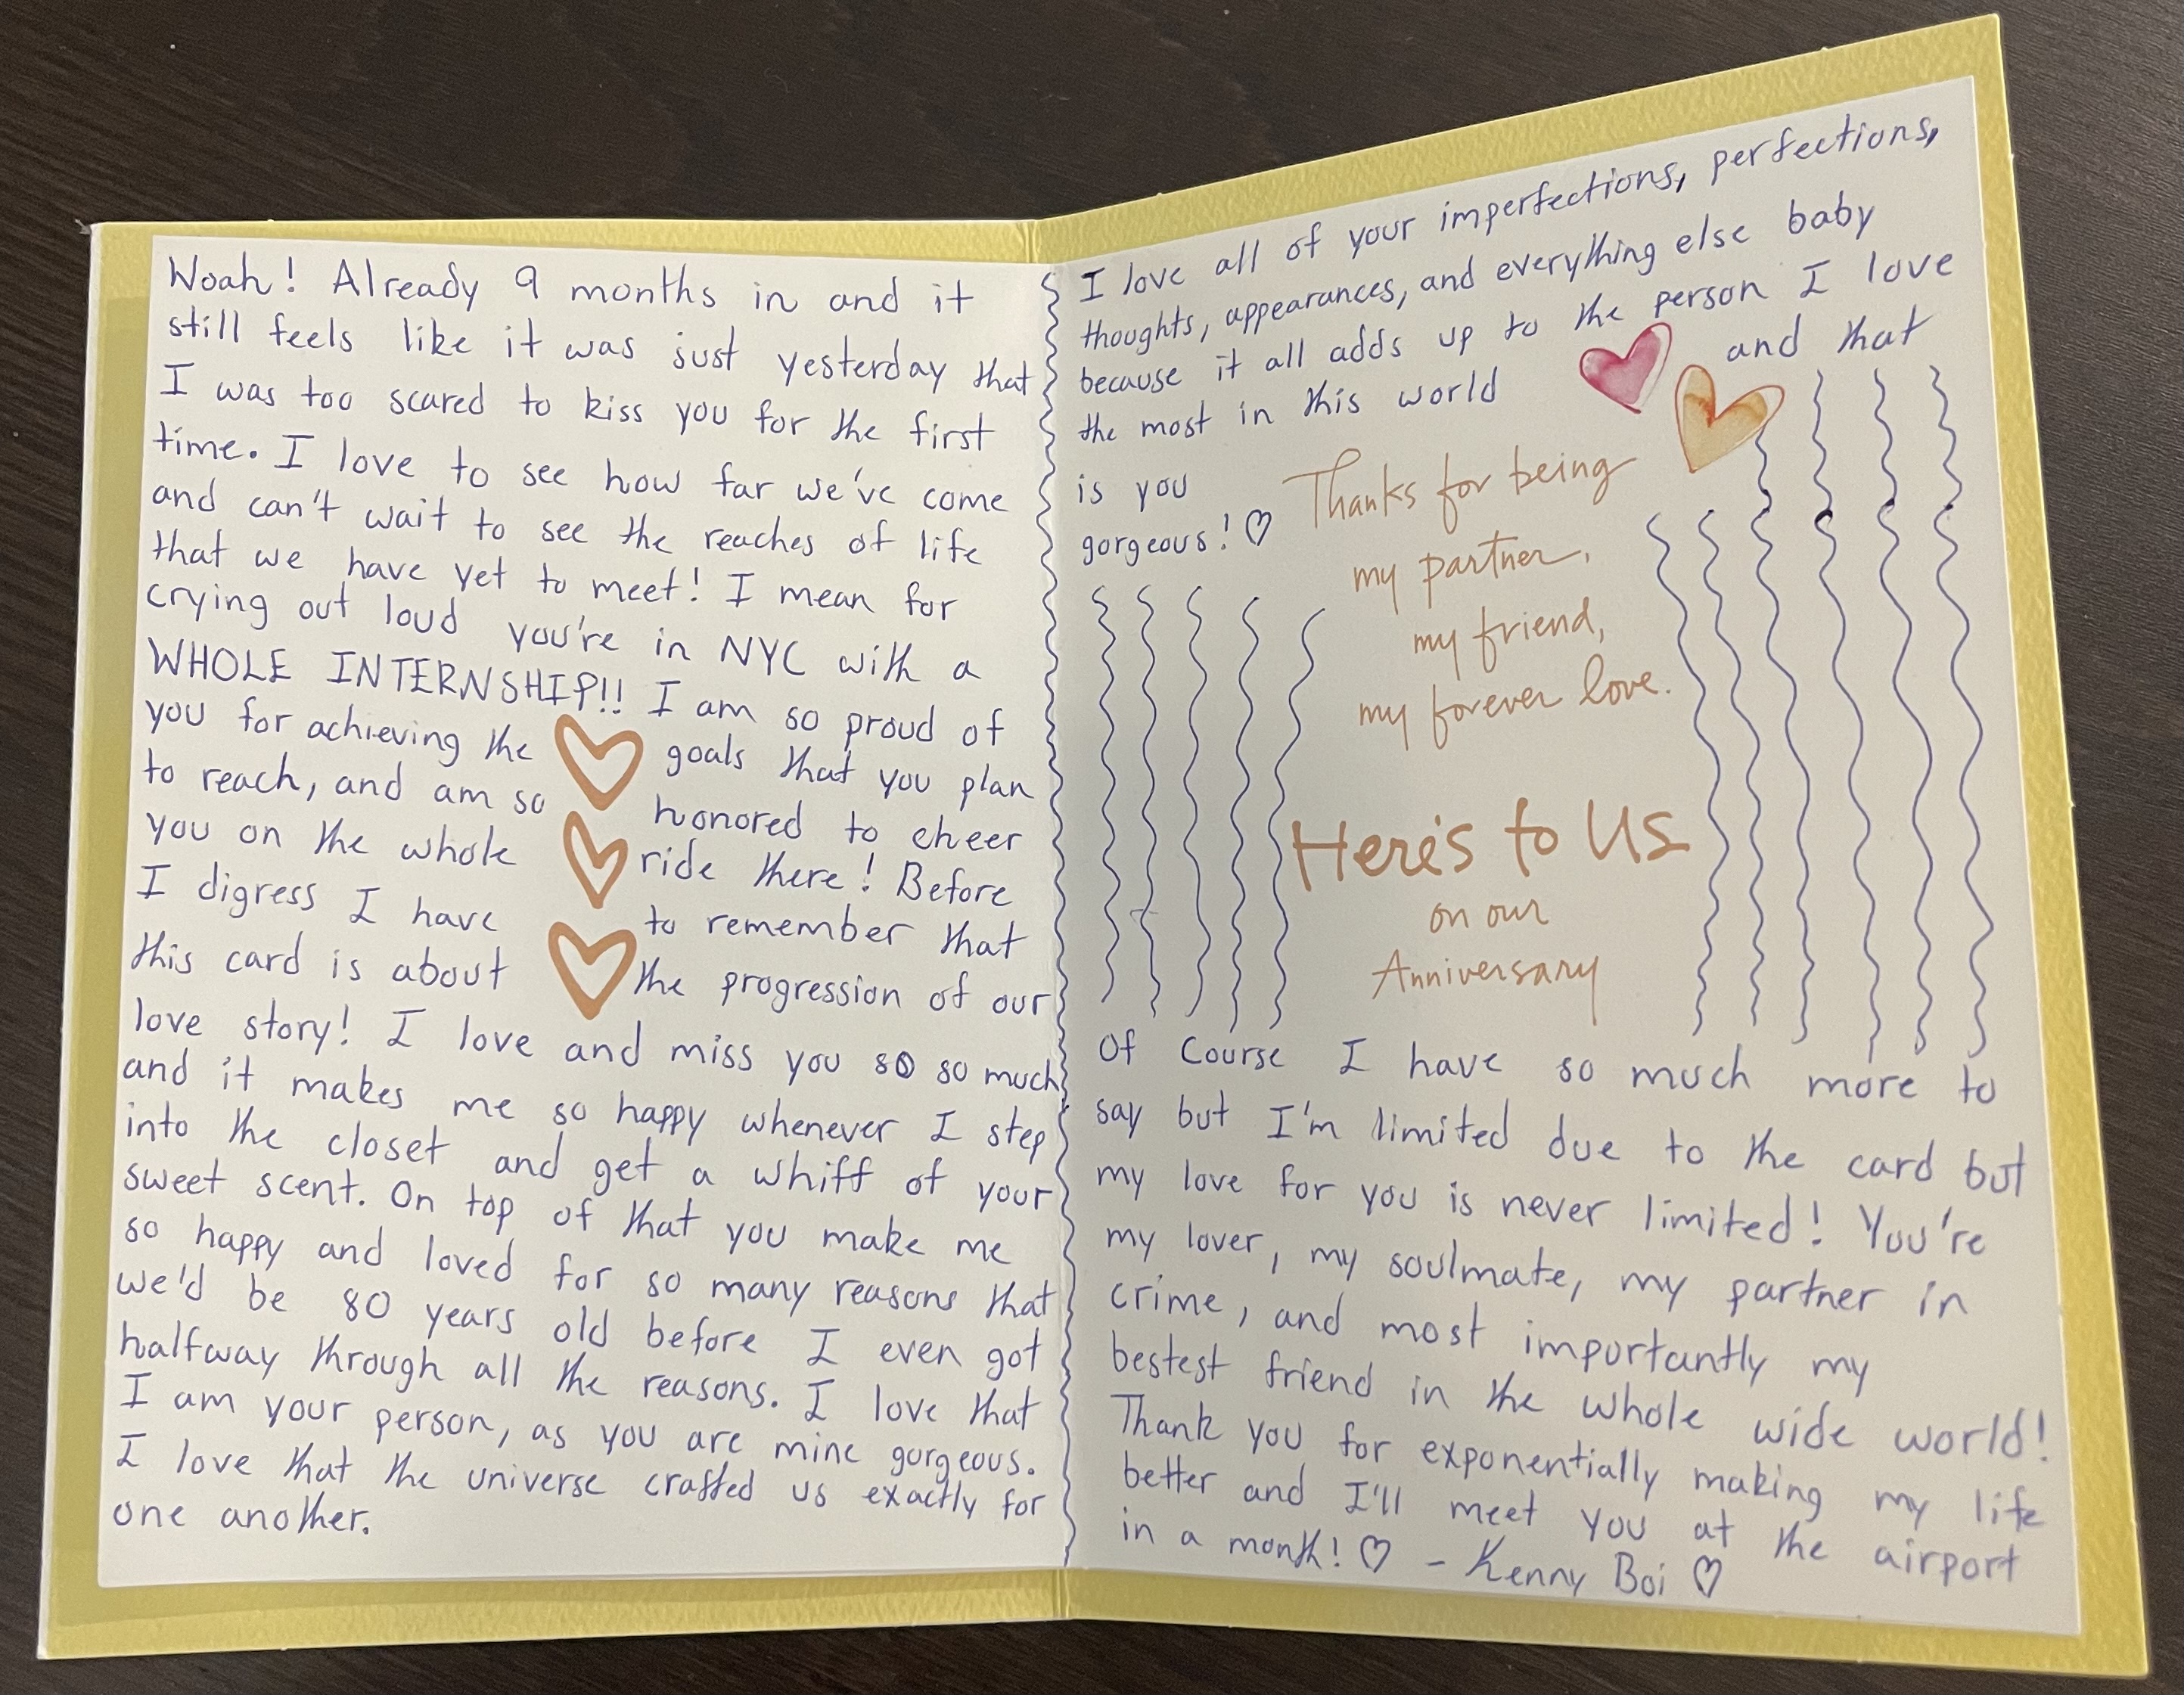 Woah! Already 9 months in and it
still feels like it was just yesterday that
I was too scared to kiss you for the first
time. I love to see how far we've come
and can't wait to see the reaches of life
that we have yet to meet! I mean for
crying out loud you're in NYC with a
WHOLE INTERNSHIP!! I am so proud of
you for achieving the goals that you plan
to reach, and am so honored to cheer
you on the whole ride there! Before
I digress I have to remember that
this card is about the progression of our
love story! I love and miss you so so much
and it makes me so happy whenever I step
into the closet and get a whiff of your
sweet scent. On top of that you make me
so happy and loved for so many reasons that
we'd be 80 years old before I even got
halfway through all the reasons. I love that
I am your person, as you are mine gorgeous.
I love that the universe crafted us exactly for
one another.
I love all of your imperfections, perfections,
thoughts, appearances, and everything else baby
because it all adds up to the person I love
the most in this world and that
is you
gorgeous! ♡
Thanks for being
my partner,
my friend,
my forever love.
Here's to Us
on our
Anniversary
Of course I have so much more to
say but I'm limited due to the card but
my love for you is never limited! You're
my lover, my soulmate, my partner in
crime, and most importantly my
bestest friend in the whole wide world!
Thank you for exponentially making my life
better and I'll meet you at the airport
in a month! ♡ - Kenny Boi ♡